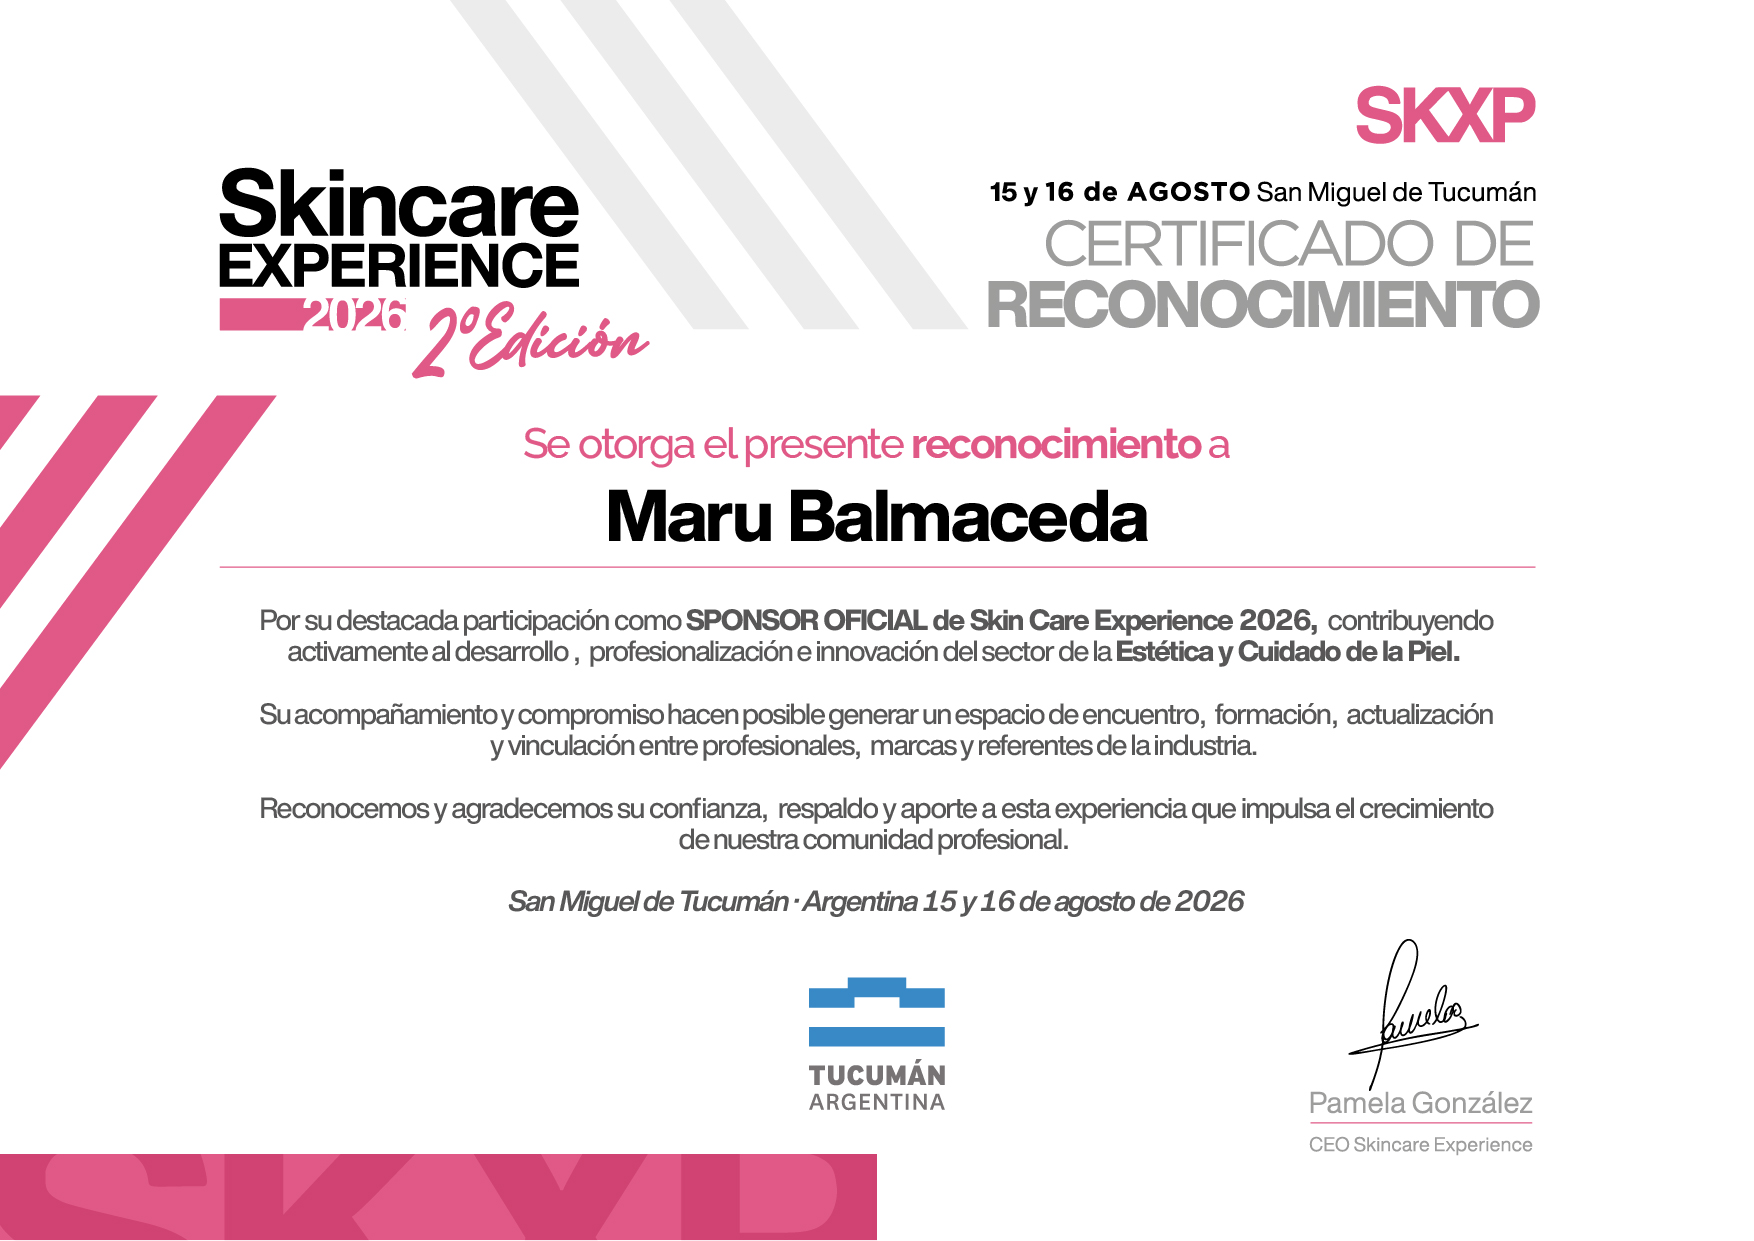 SKXP
Skincare
EXPERIENCE
2026
2º Edición
15 y 16 de AGOSTO San Miguel de Tucumán
CERTIFICADO DE
RECONOCIMIENTO
Se otorga el presente reconocimiento a
Maru Balmaceda
Por su destacada participación como SPONSOR OFICIAL de Skin Care Experience 2026, contribuyendo
activamente al desarrollo , profesionalización e innovación del sector de la Estética y Cuidado de la Piel.
Su acompañamiento y compromiso hacen posible generar un espacio de encuentro, formación, actualización
y vinculación entre profesionales, marcas y referentes de la industria.
Reconocemos y agradecemos su confianza, respaldo y aporte a esta experiencia que impulsa el crecimiento
de nuestra comunidad profesional.
San Miguel de Tucumán · Argentina 15 y 16 de agosto de 2026
TUCUMÁN
ARGENTINA
Pamela
Pamela González
CEO Skincare Experience
SKXP